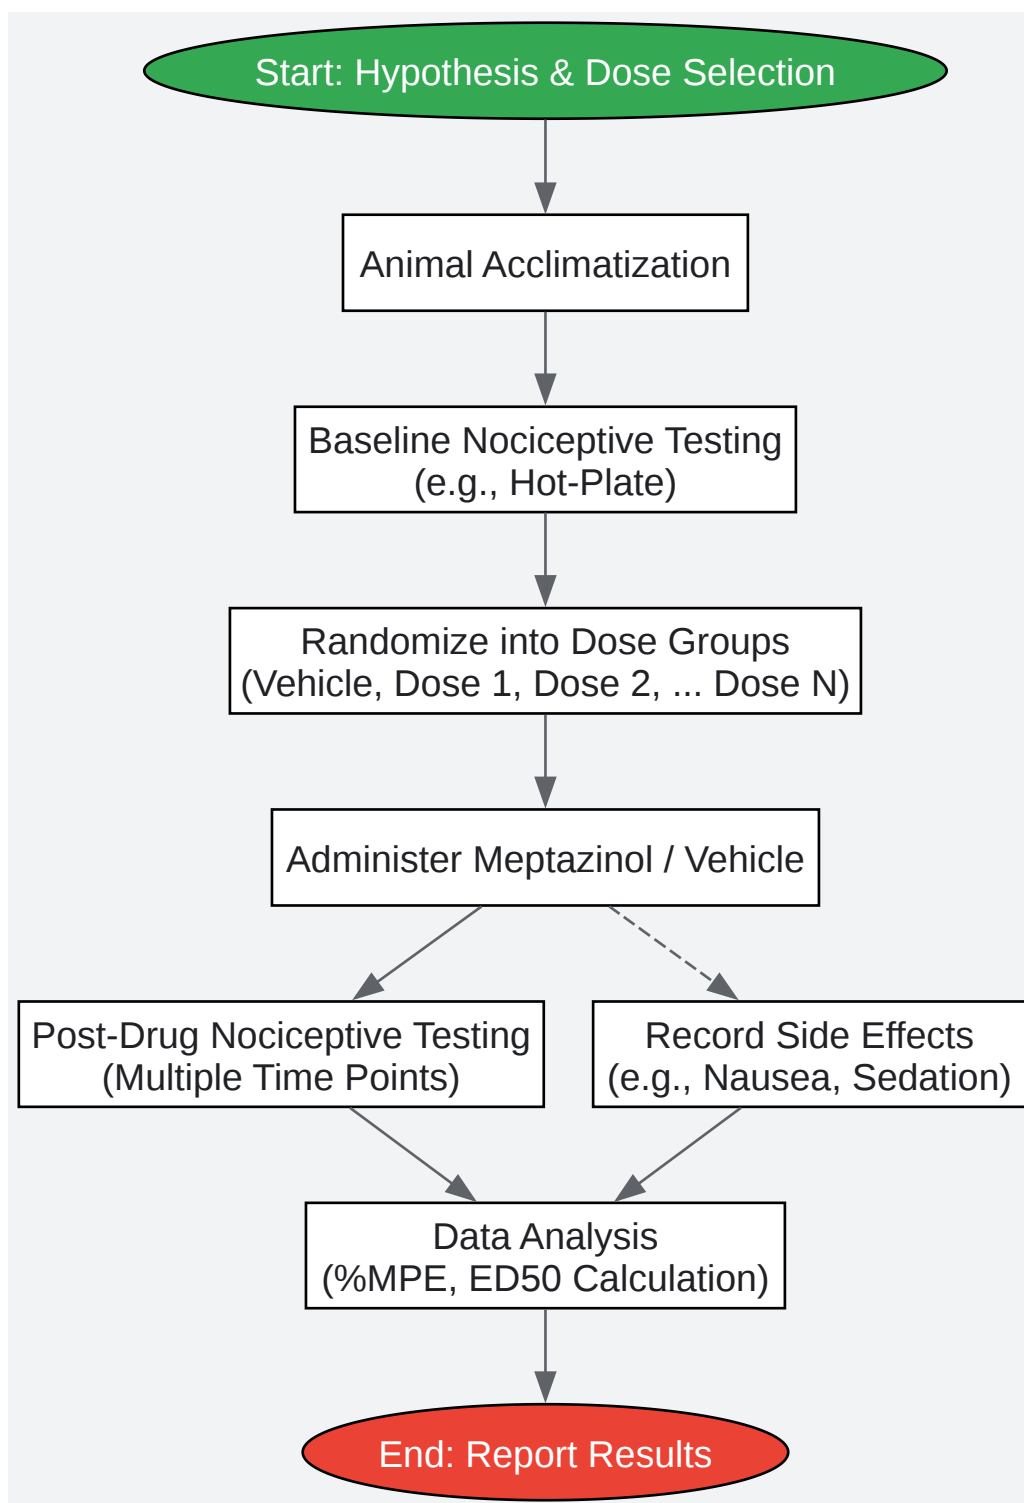 Start: Hypothesis & Dose Selection
Animal Acclimatization
Baseline Nociceptive Testing
(e.g., Hot-Plate)
Randomize into Dose Groups
(Vehicle, Dose 1, Dose 2, ... Dose N)
Administer Meptazinol / Vehicle
Post-Drug Nociceptive Testing
(Multiple Time Points)
Record Side Effects
(e.g., Nausea, Sedation)
Data Analysis
(%MPE, ED50 Calculation)
End: Report Results